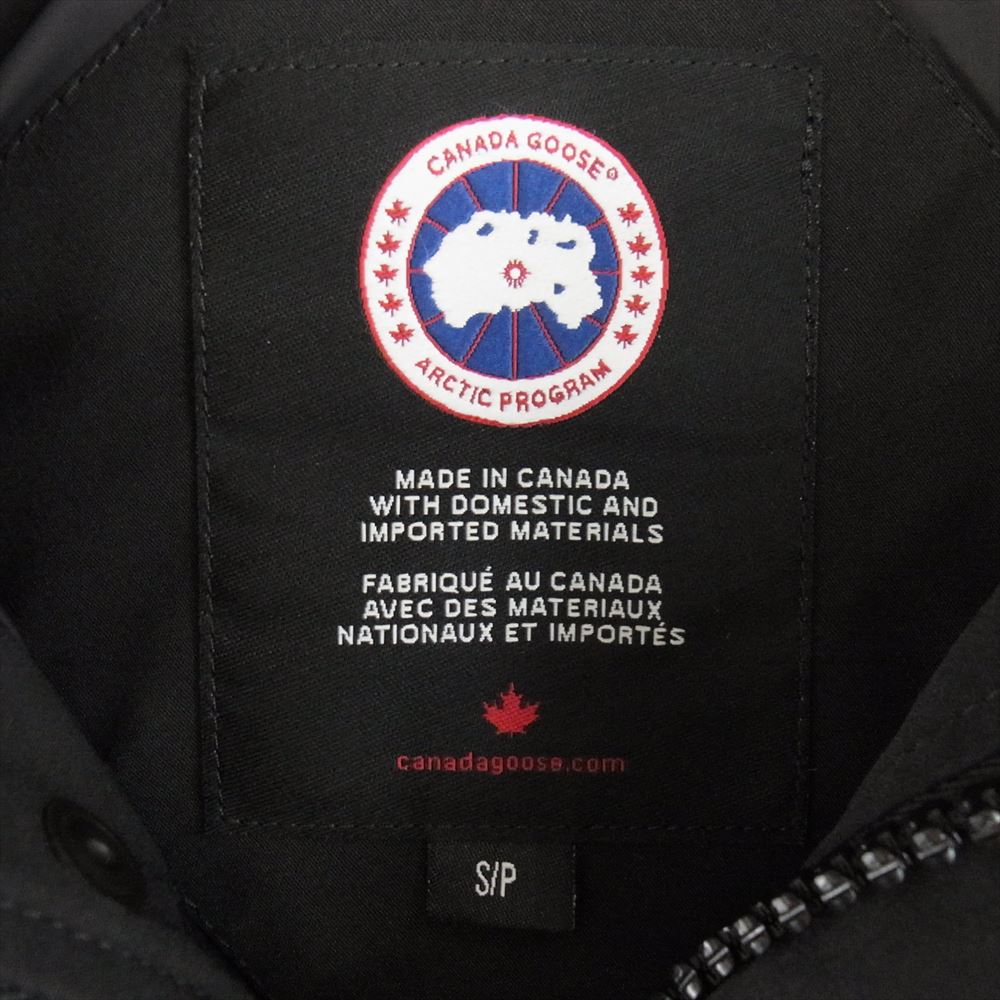 CANADA GOOSE®
ARCTIC PROGRAM
MADE IN CANADA
WITH DOMESTIC AND
IMPORTED MATERIALS
FABRIQUÉ AU CANADA
AVEC DES MATERIAUX
NATIONAUX ET IMPORTÉS
canadagoose.com
S/P